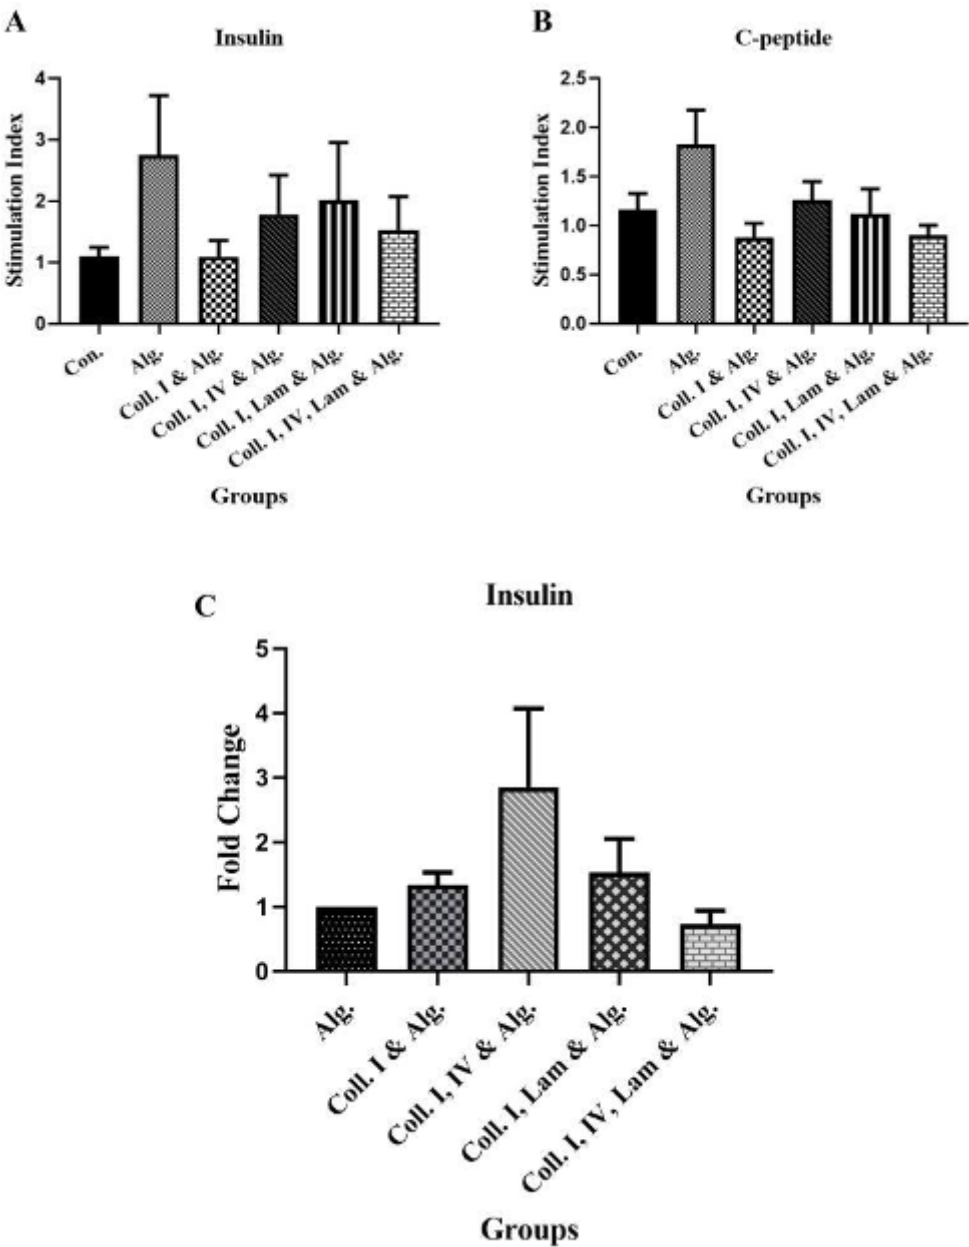 A
Insulin
Stimulation Index
4
3
2
1
0
Con.
Alg.
Coll. I & Alg.
Coll. I, IV & Alg.
Coll. I, Lam & Alg.
Coll. I, IV, Lam & Alg.
Groups
B
C-peptide
Stimulation Index
2.5
2.0
1.5
1.0
0.5
0.0
Con.
Alg.
Coll. I & Alg.
Coll. I, IV & Alg.
Coll. I, Lam & Alg.
Coll. I, IV, Lam & Alg.
Groups
C
Insulin
Fold Change
5
4
3
2
1
0
Alg.
Coll. I & Alg.
Coll. I, IV & Alg.
Coll. I, Lam & Alg.
Coll. I, IV, Lam & Alg.
Groups